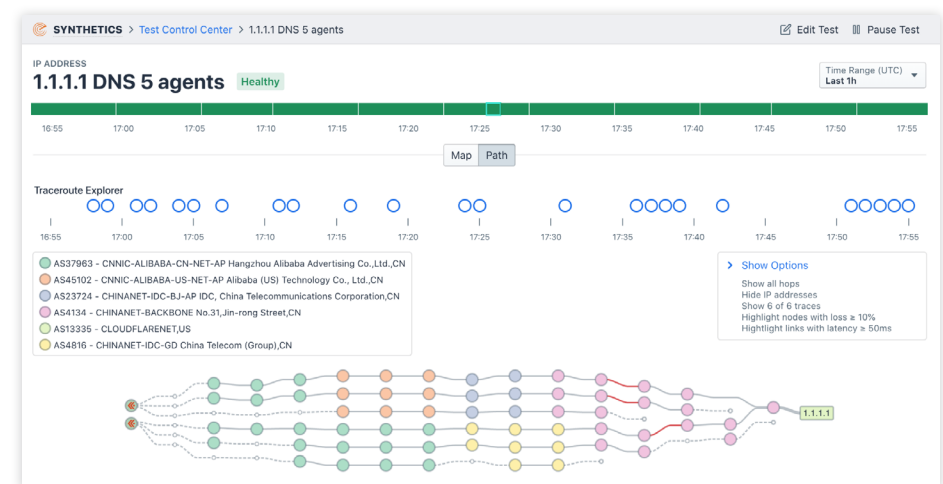 SYNTHETICS > Test Control Center > 1.1.1.1 DNS 5 agents
Edit Test
Pause Test
IP ADDRESS
1.1.1.1 DNS 5 agents
Healthy
Time Range (UTC)
Last 1h
16:55 17:00 17:05 17:10 17:15 17:20 17:25 17:30 17:35 17:40 17:45 17:50 17:55
Map
Path
Traceroute Explorer
16:55 17:00 17:05 17:10 17:15 17:20 17:25 17:30 17:35 17:40 17:45 17:50 17:55
AS37963 - CNNIC-ALIBABA-CN-NET-AP Hangzhou Alibaba Advertising Co.,Ltd.,CN
AS45102 - CNNIC-ALIBABA-US-NET-AP Alibaba (US) Technology Co., Ltd.,CN
AS23724 - CHINANET-IDC-BJ-AP IDC, China Telecommunications Corporation,CN
AS4134 - CHINANET-BACKBONE No.31,Jin-rong Street,CN
AS13335 - CLOUDFLARENET,US
AS4816 - CHINANET-IDC-GD China Telecom (Group),CN
> Show Options
Show all hops
Hide IP addresses
Show 6 of 6 traces
Highlight nodes with loss ≥ 10%
Hightlight links with latency ≥ 50ms
1.1.1.1